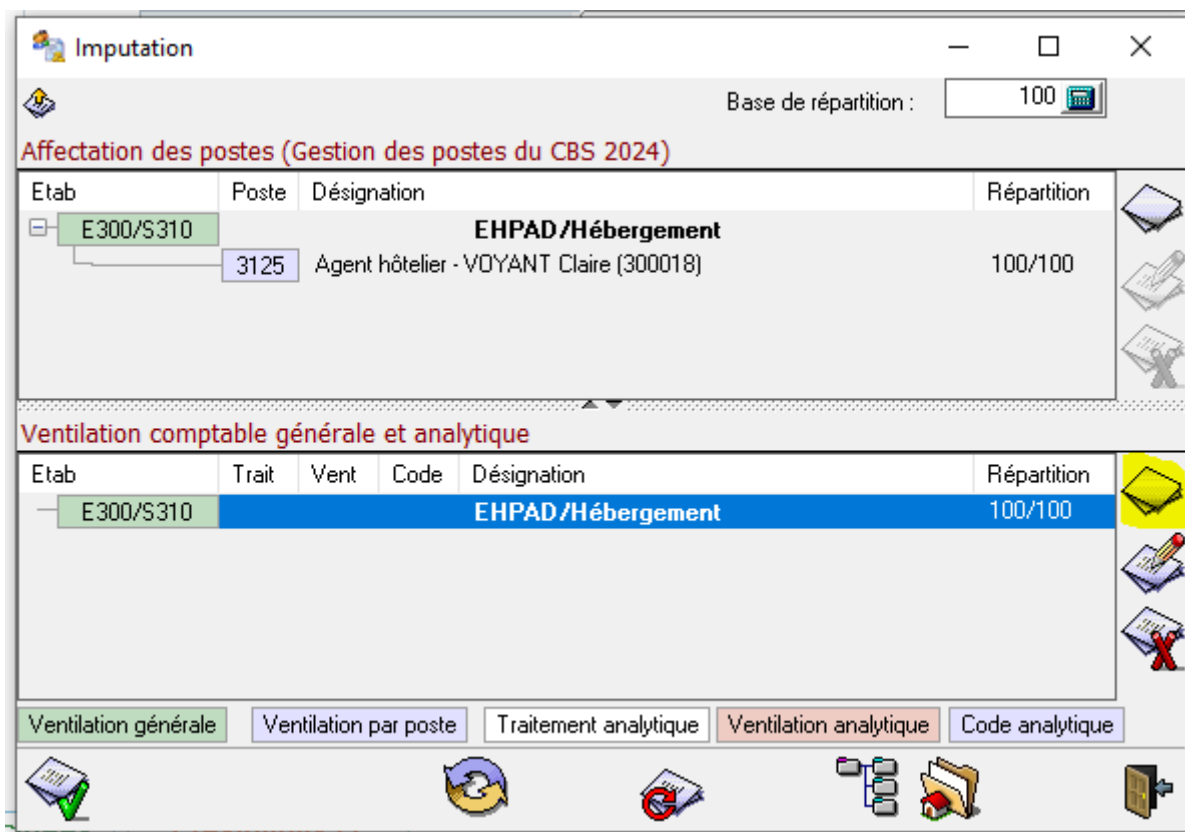 Imputation
Base de répartition : 100
Affectation des postes (Gestion des postes du CBS 2024)
Etab Poste Désignation Répartition
E300/S310 EHPAD/Hébergement
3125 Agent hôtelier - VOYANT Claire (300018) 100/100
Ventilation comptable générale et analytique
Etab Trait Vent Code Désignation Répartition
E300/S310 EHPAD/Hébergement 100/100
Ventilation générale Ventilation par poste Traitement analytique Ventilation analytique Code analytique